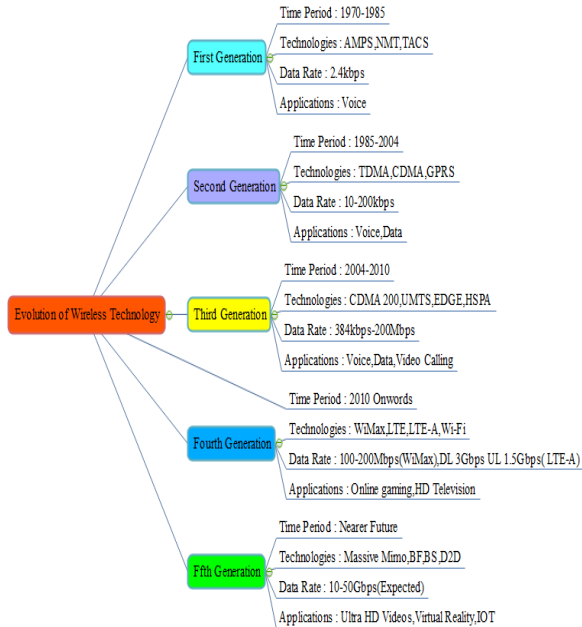 Evolution of Wireless Technology
First Generation
Time Period : 1970-1985
Technologies : AMPS,NMT,TACS
Data Rate : 2.4kbps
Applications : Voice
Second Generation
Time Period : 1985-2004
Technologies : TDMA,CDMA,GPRS
Data Rate : 10-200kbps
Applications : Voice,Data
Third Generation
Time Period : 2004-2010
Technologies : CDMA 200,UMTS,EDGE,HSPA
Data Rate : 384kbps-200Mbps
Applications : Voice,Data,Video Calling
Time Period : 2010 Onwords
Fourth Generation
Technologies : WiMax,LTE,LTE-A,Wi-Fi
Data Rate : 100-200Mbps(WiMax),DL 3Gbps UL 1.5Gbps( LTE-A)
Applications : Online gaming,HD Television
Ffth Generation
Time Period : Nearer Future
Technologies : Massive Mimo,BF,BS,D2D
Data Rate : 10-50Gbps(Expected)
Applications : Ultra HD Videos,Virtual Reality,IOT